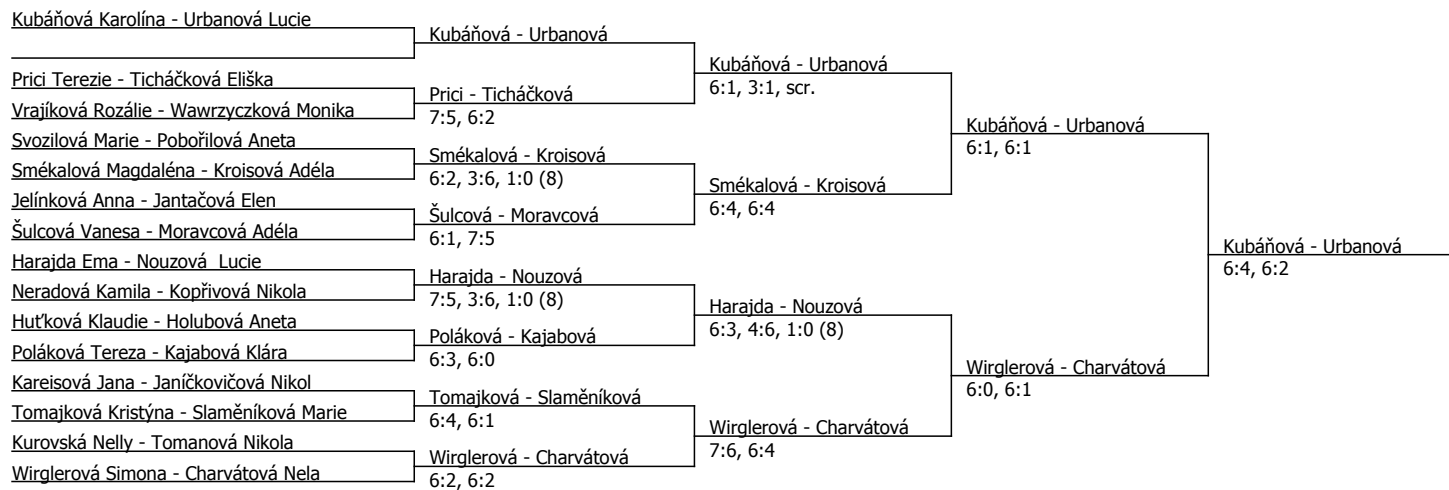 Kubáňová Karolína - Urbanová Lucie
Prici Terezie - Ticháčková Eliška
Vrajíková Rozálie - Wawrzyczková Monika
Svozilová Marie - Pobořilová Aneta
Smékalová Magdaléna - Kroisová Adéla
Jelínková Anna - Jantačová Elen
Šulcová Vanesa - Moravcová Adéla
Harajda Ema - Nouzová  Lucie
Neradová Kamila - Kopřivová Nikola
Huťková Klaudie - Holubová Aneta
Poláková Tereza - Kajabová Klára
Kareisová Jana - Janíčkovičová Nikol
Tomajková Kristýna - Slaměníková Marie
Kurovská Nelly - Tomanová Nikola
Wirglerová Simona - Charvátová Nela
Kubáňová - Urbanová
Prici - Ticháčková
7:5, 6:2
Smékalová - Kroisová
6:2, 3:6, 1:0 (8)
Šulcová - Moravcová
6:1, 7:5
Harajda - Nouzová
7:5, 3:6, 1:0 (8)
Poláková - Kajabová
6:3, 6:0
Tomajková - Slaměníková
6:4, 6:1
Wirglerová - Charvátová
6:2, 6:2
Kubáňová - Urbanová
6:1, 3:1, scr.
Smékalová - Kroisová
6:4, 6:4
Harajda - Nouzová
6:3, 4:6, 1:0 (8)
Wirglerová - Charvátová
7:6, 6:4
Kubáňová - Urbanová
6:1, 6:1
Wirglerová - Charvátová
6:0, 6:1
Kubáňová - Urbanová
6:4, 6:2